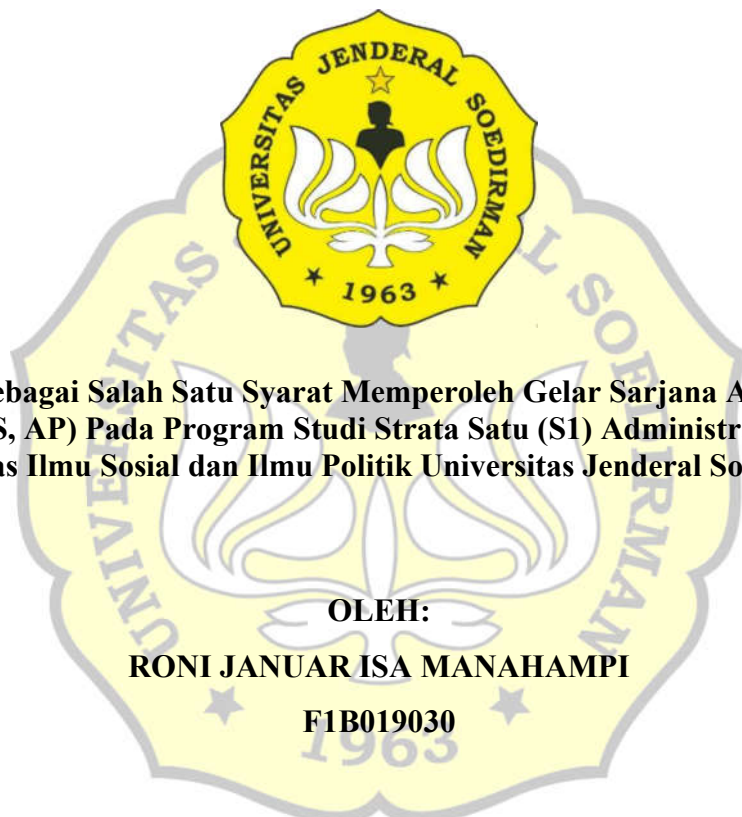 UNIVERSITAS JENDERAL SOEDIRMAN
1963
ebagai Salah Satu Syarat Memperoleh Gelar Sarjana A
S, AP) Pada Program Studi Strata Satu (S1) Administr
as Ilmu Sosial dan Ilmu Politik Universitas Jenderal So
OLEH:
RONI JANUAR ISA MANAHAMPI
F1B019030
1963